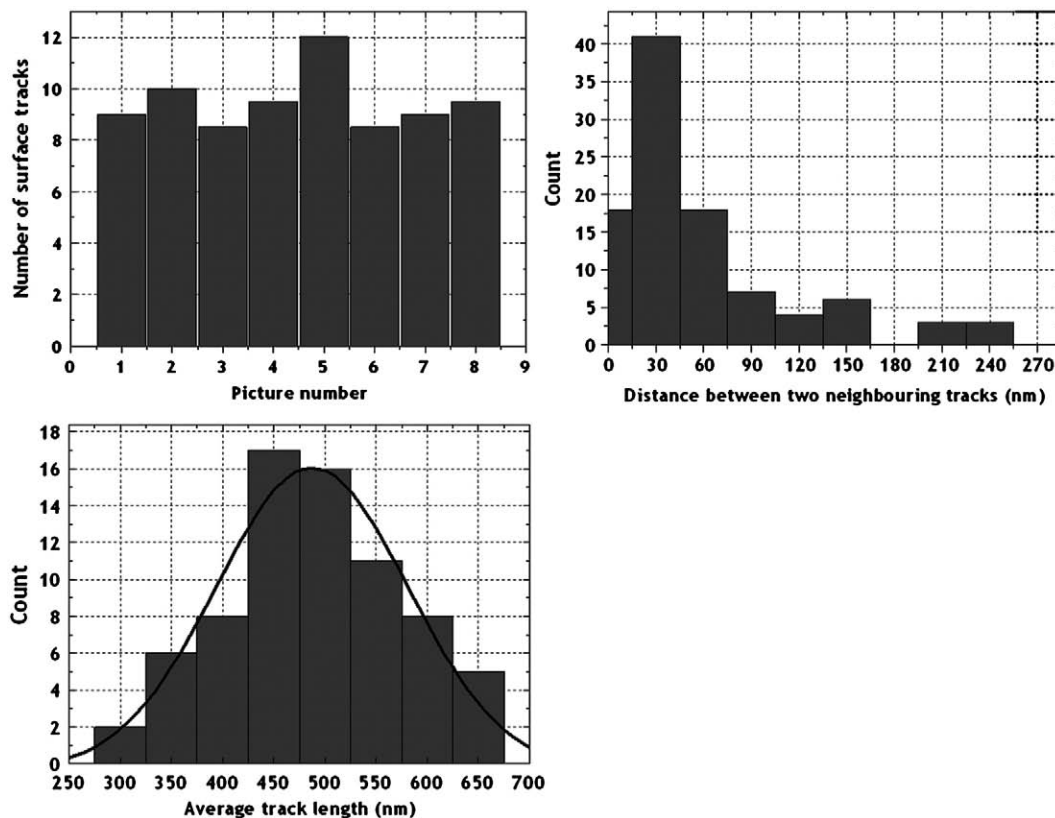 Number of surface tracks
12
10
8
6
4
2
0
0 1 2 3 4 5 6 7 8 9
Picture number
Count
40
35
30
25
20
15
10
5
0
0 30 60 90 120 150 180 210 240 270
Distance between two neighbouring tracks (nm)
Count
18
16
14
12
10
8
6
4
2
0
250 300 350 400 450 500 550 600 650 700
Average track length (nm)